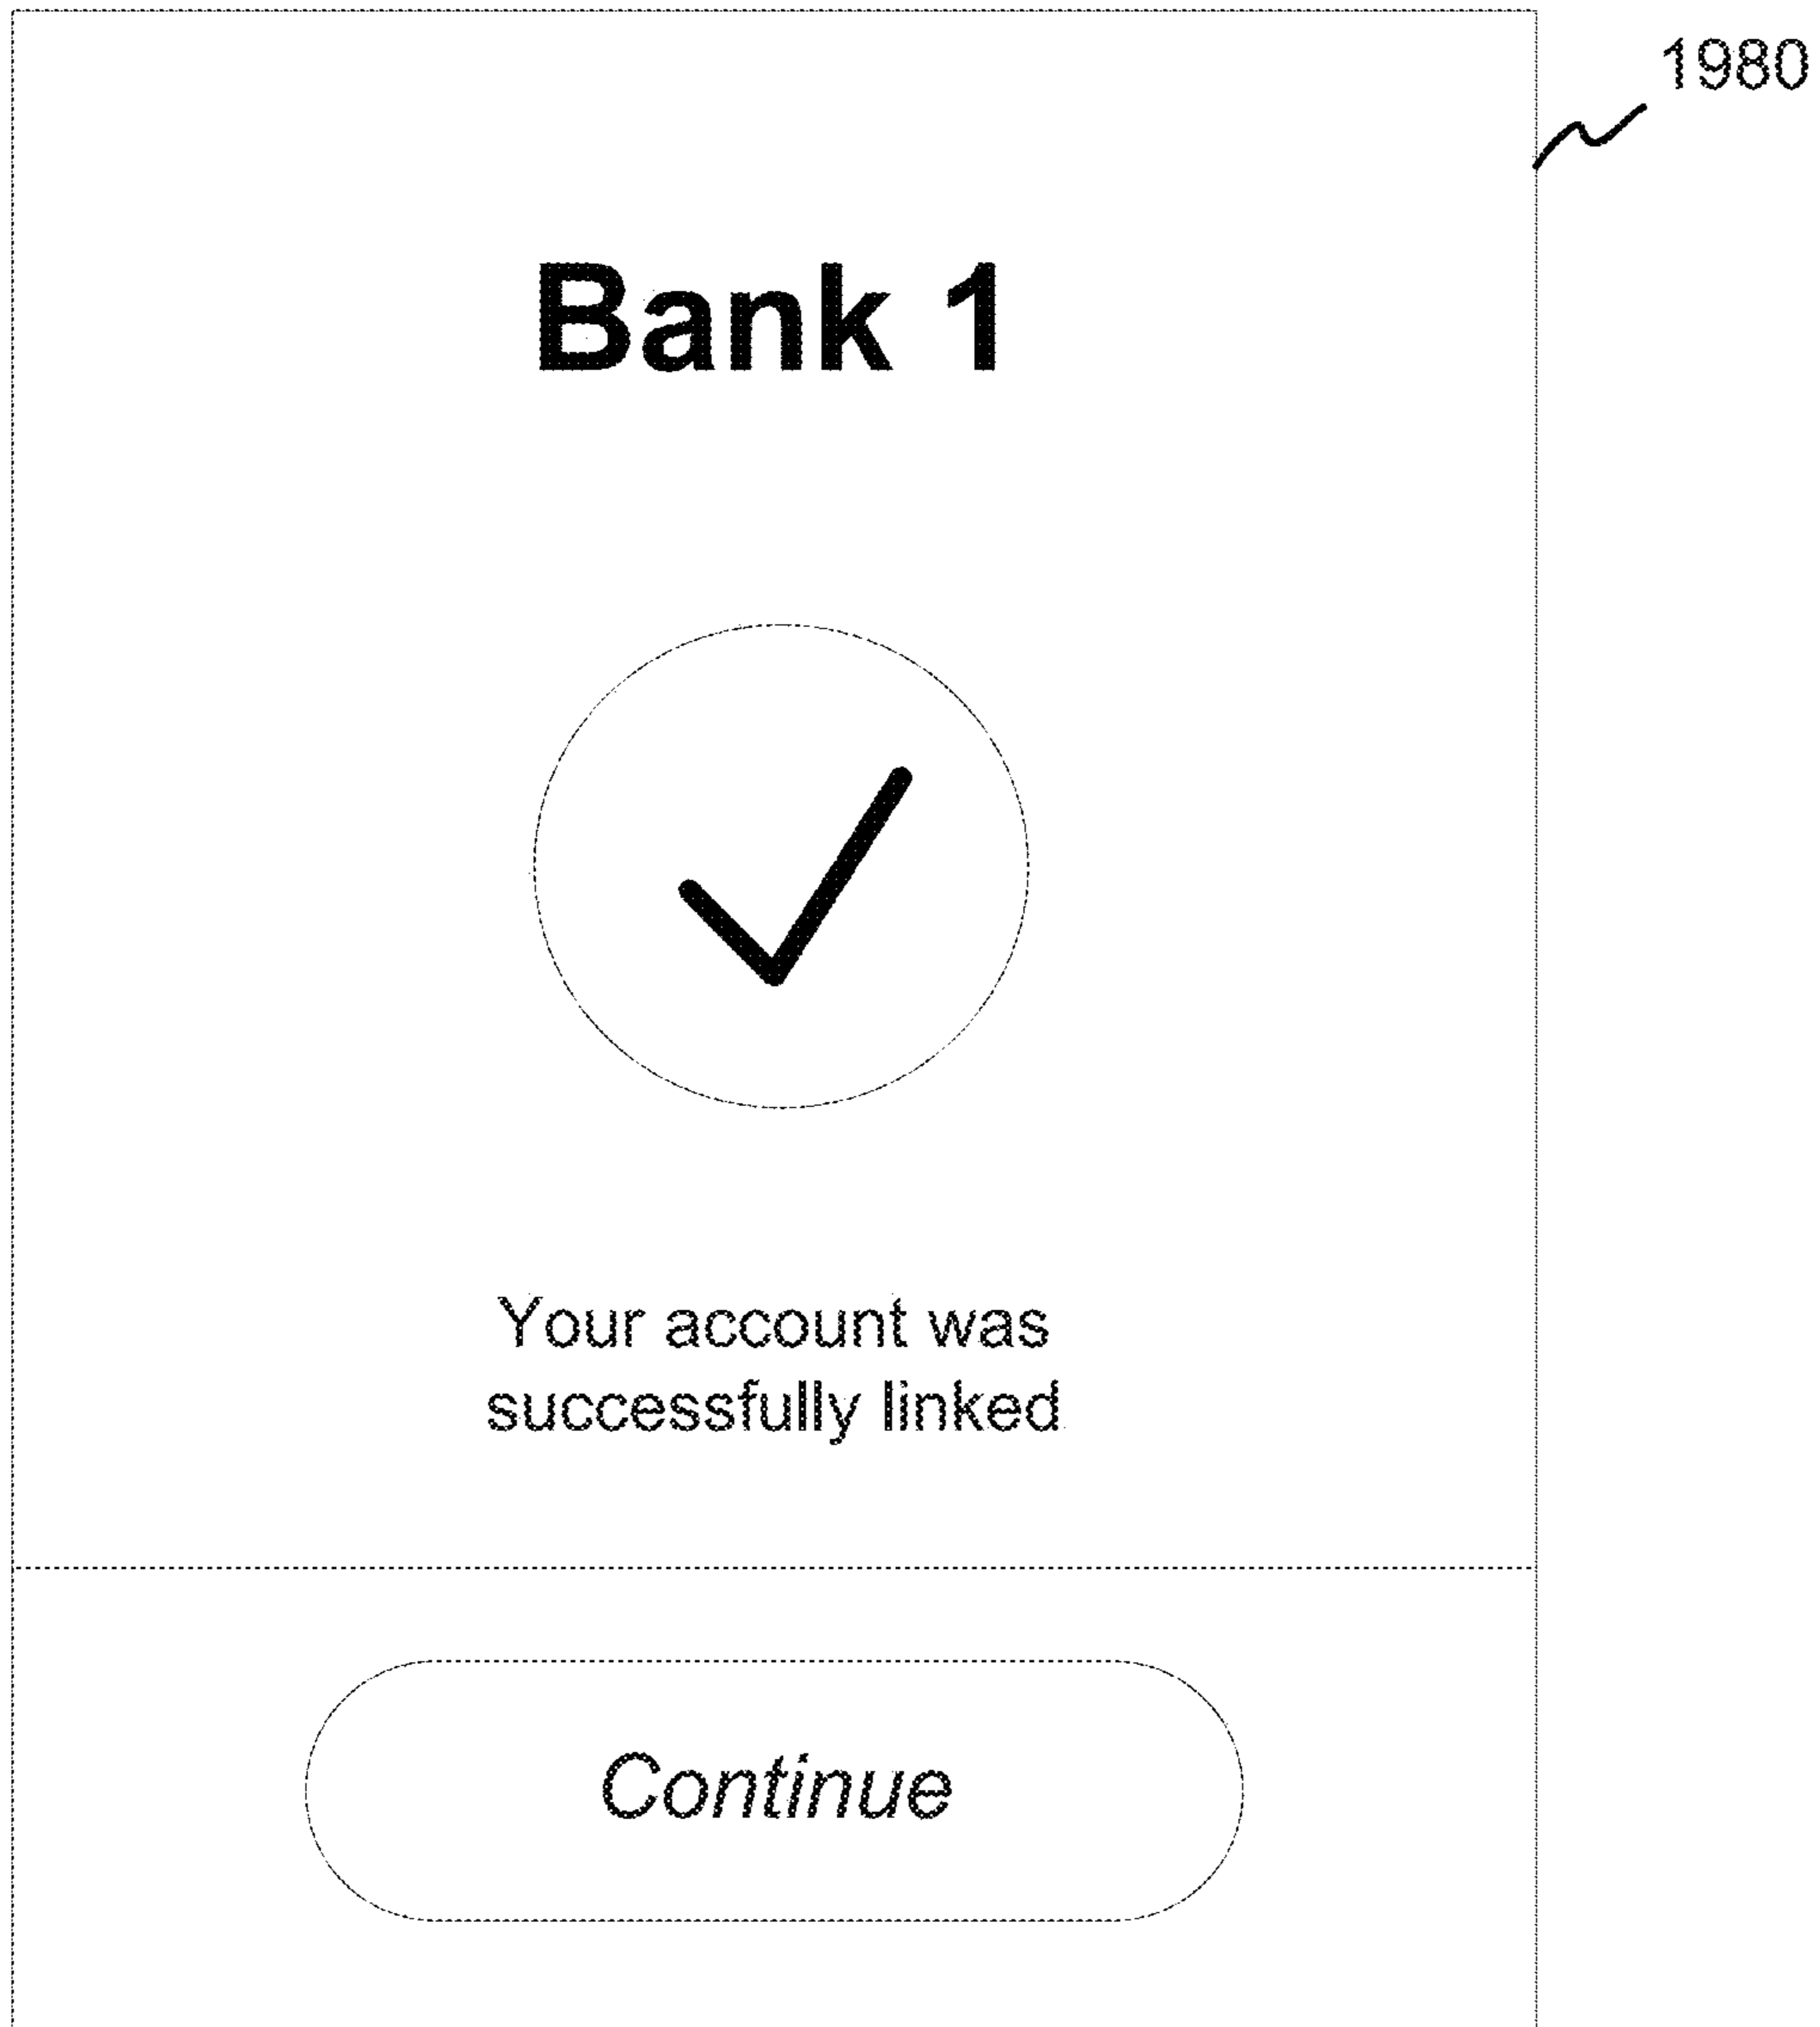 1980
Bank 1
Your account was
successfully linked
Continue